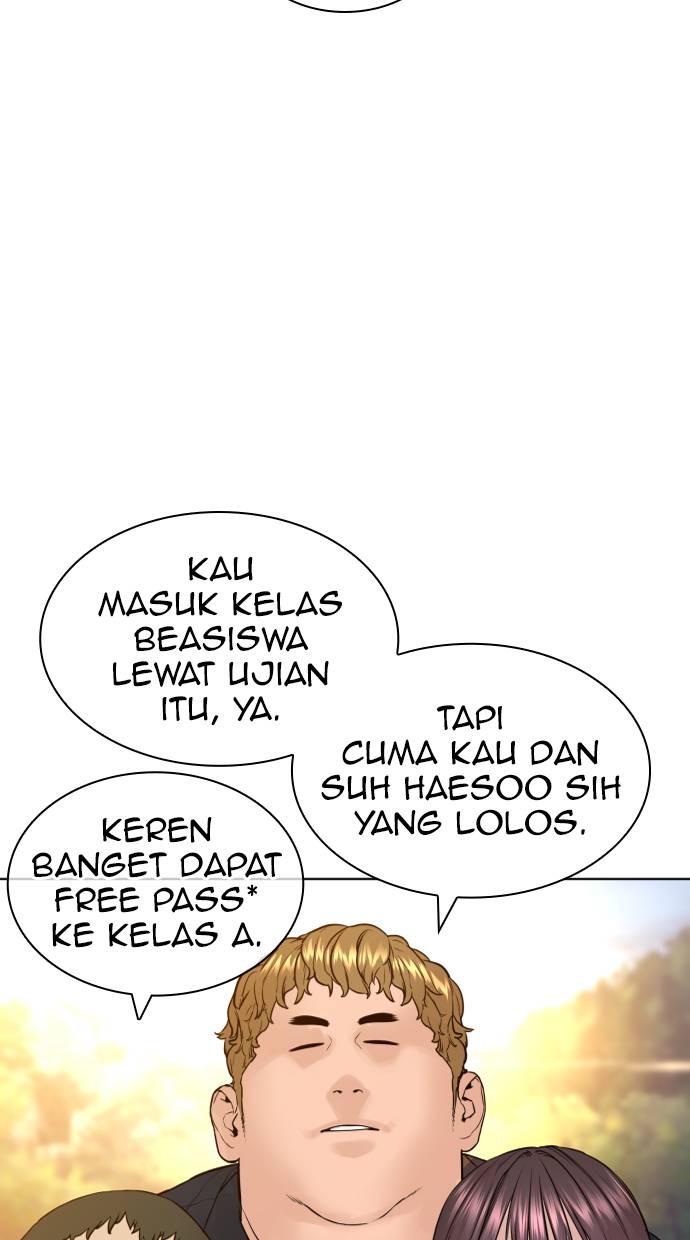 KAU
MASUK KELAS
BEASISWA
LEWAT UJIAN
ITU, YA.
TAPI
CUMA KAU DAN
SUH HAESOO SIH
YANG LOLOS.
KEREN
BANGET DAPAT
FREE PASS*
KE KELAS A.